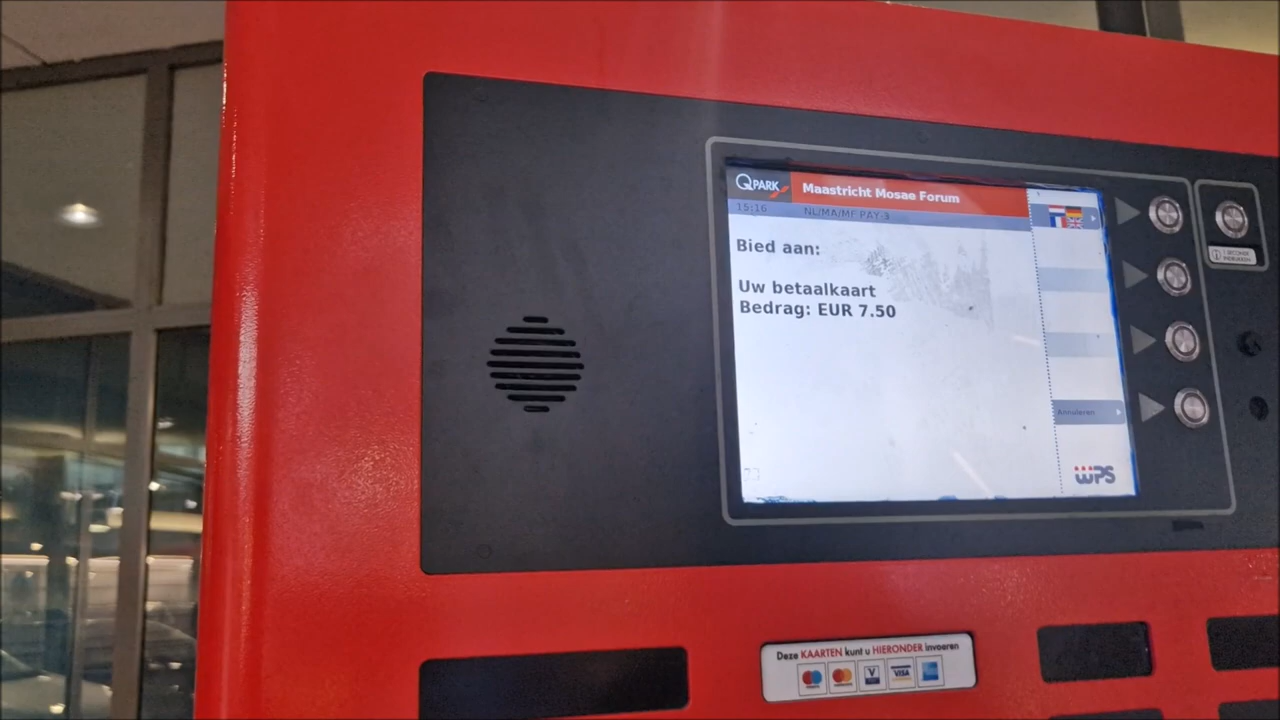 QPARK
Maastricht Mosae Forum
15:16 NL/MA/MF PAY-3
Bied aan:
Uw betaalkaart
Bedrag: EUR 7.50
Annuleren
WPS
Deze KAARTEN kunt u HIERONDER invoeren
VISA